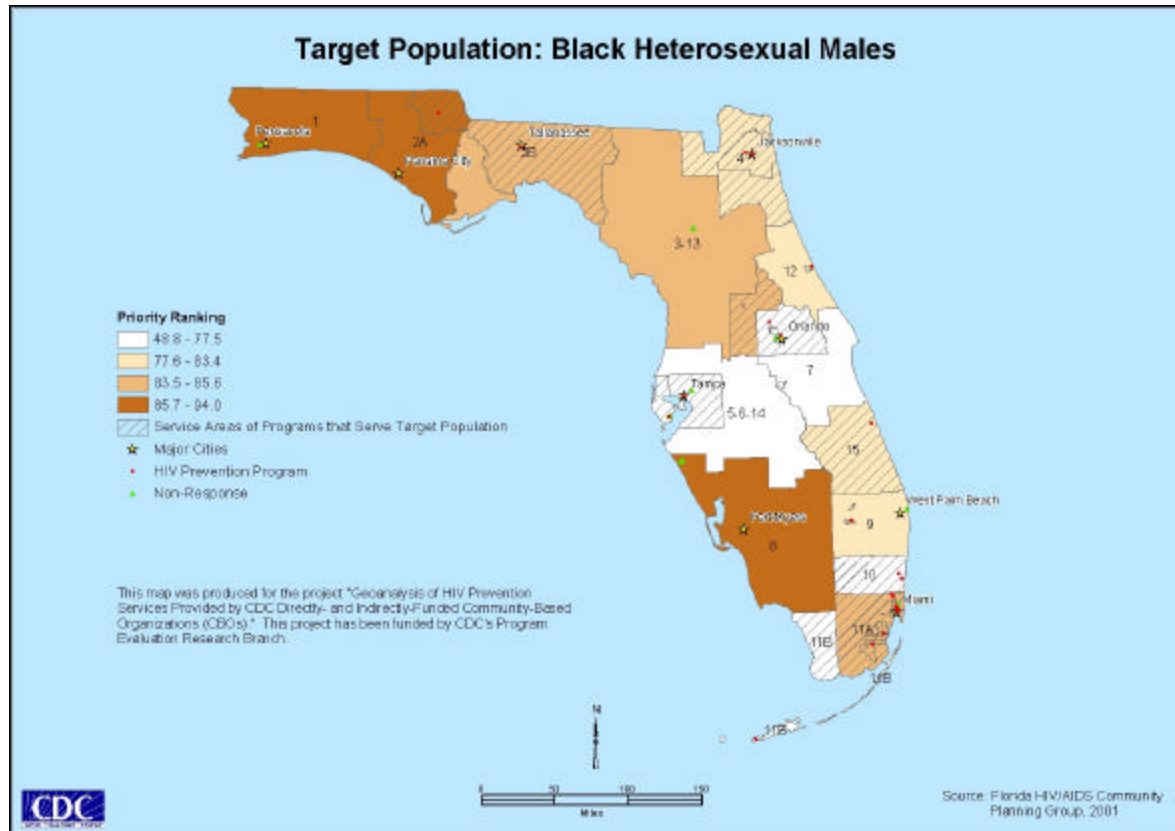 Target Population: Black Heterosexual Males
1
Pensacola
2A
Panama City
Tallahassee
2B
Jacksonville
4
3-13
12
Orlando
7
Tampa
5-6-14
15
West Palm Beach
9
Fort Myers
8
10
Miami
11A
11B
11B
11B
Priority Ranking
48.8 - 77.5
77.6 - 83.4
83.5 - 85.6
85.7 - 94.0
Service Areas of Programs that Serve Target Population
Major Cities
HIV Prevention Program
Non-Response
This map was produced for the project "Geoanalysis of HIV Prevention
Services Provided by CDC Directly- and Indirectly-Funded Community-Based
Organizations (CBOs)." This project has been funded by CDC's Program
Evaluation Research Branch.
N
0 50 100 150
Miles
CDC
Source: Florida HIV/AIDS Community
Planning Group, 2001